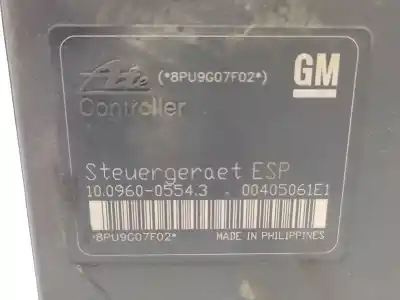 Ate (*8PU9G07F02*) GM
Controller
Steuergeraet ESP
10.0960-0554.3 00405061E1
*8PU9G07F02* MADE IN PHILIPPINES